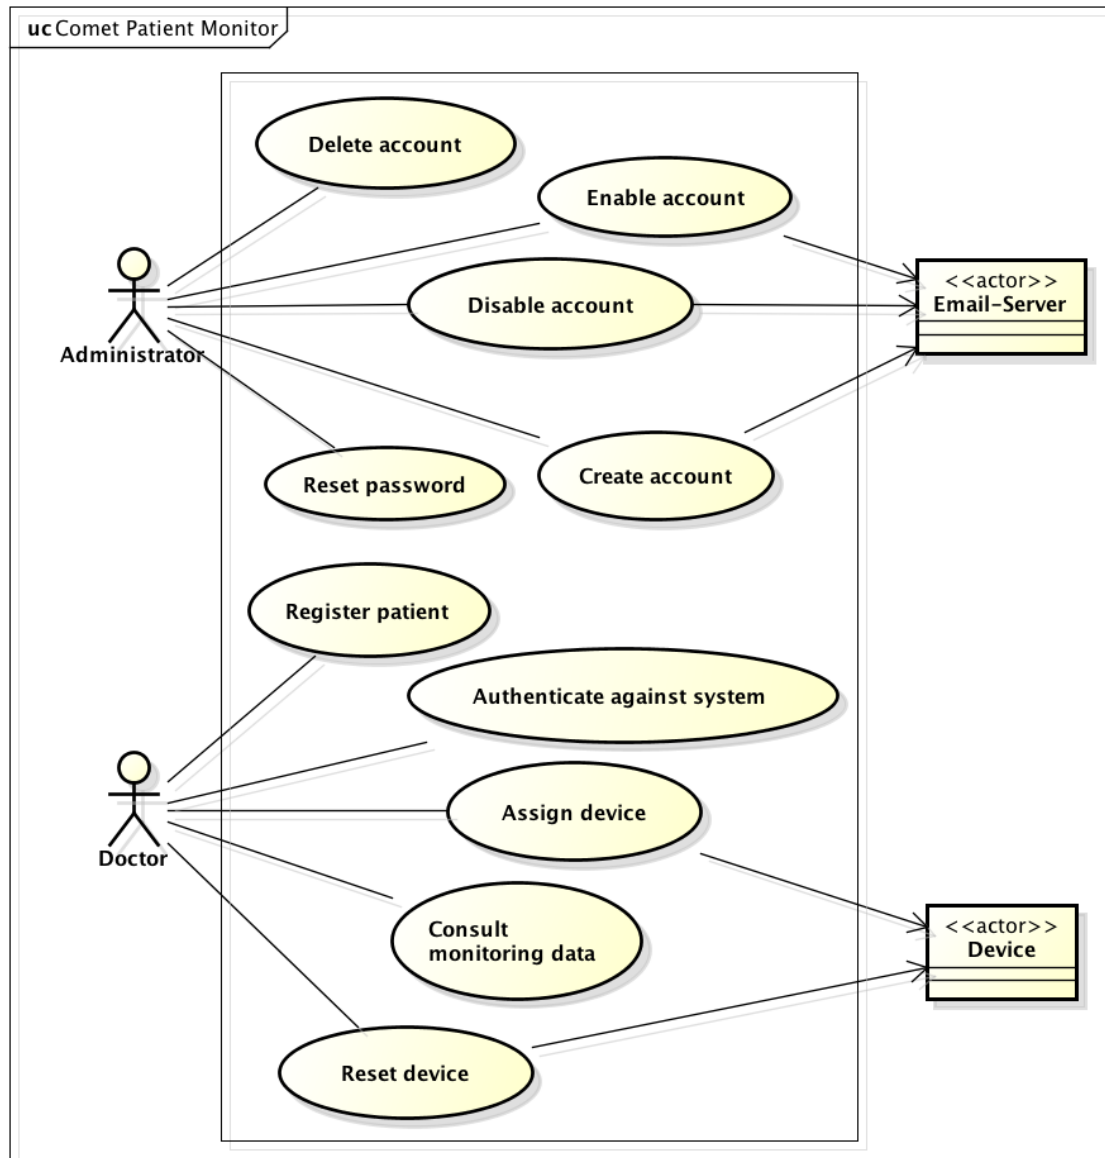 uc Comet Patient Monitor
Delete account
Enable account
<<actor>>
Email-Server
Disable account
Administrator
Reset password
Create account
Register patient
Authenticate against system
Assign device
Doctor
Consult
monitoring data
<<actor>>
Device
Reset device